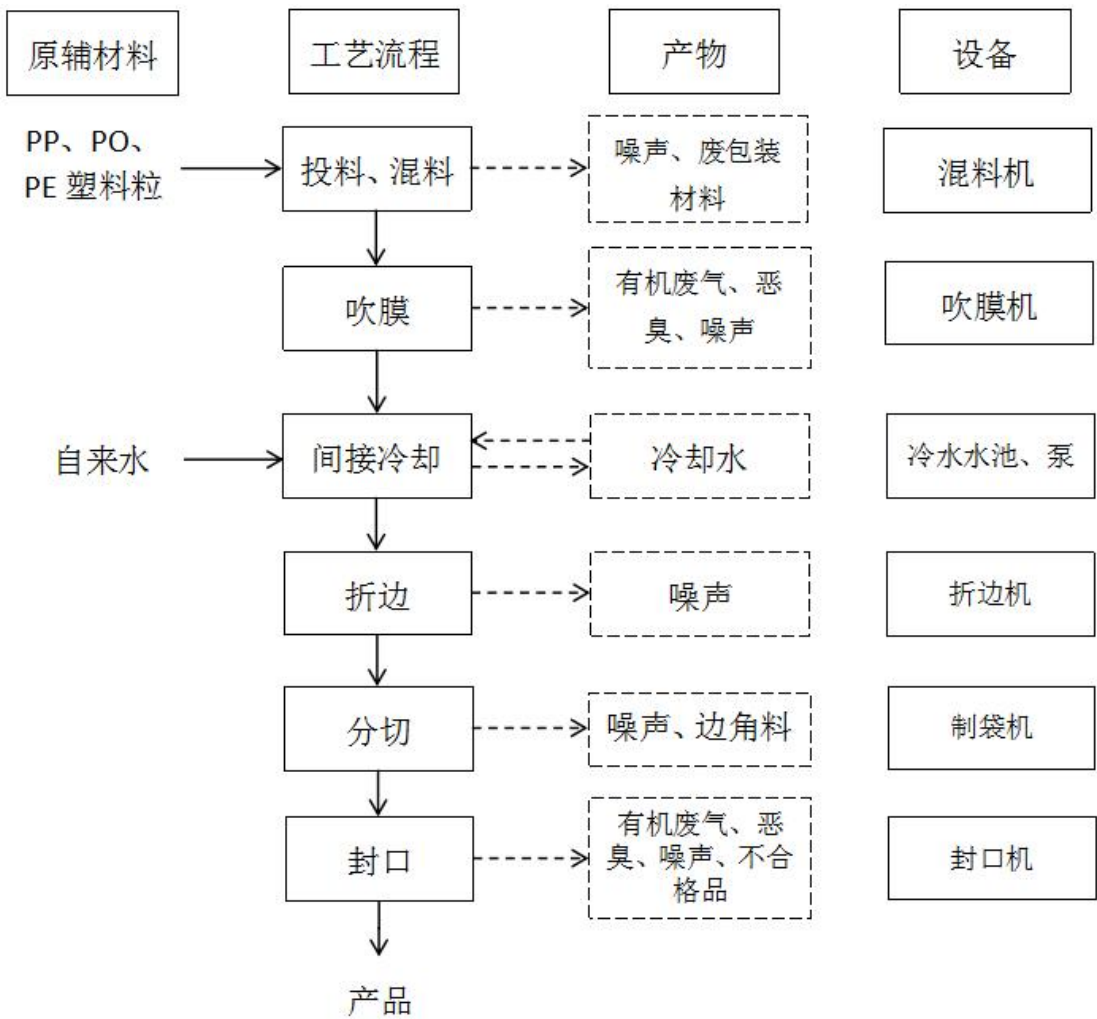 原辅材料
工艺流程
产物
设备
PP、PO、
PE 塑料粒
投料、混料
噪声、废包装
材料
混料机
吹膜
有机废气、恶
臭、噪声
吹膜机
自来水
间接冷却
冷却水
冷水水池、泵
折边
噪声
折边机
分切
噪声、边角料
制袋机
封口
有机废气、恶
臭、噪声、不合
格品
封口机
产品